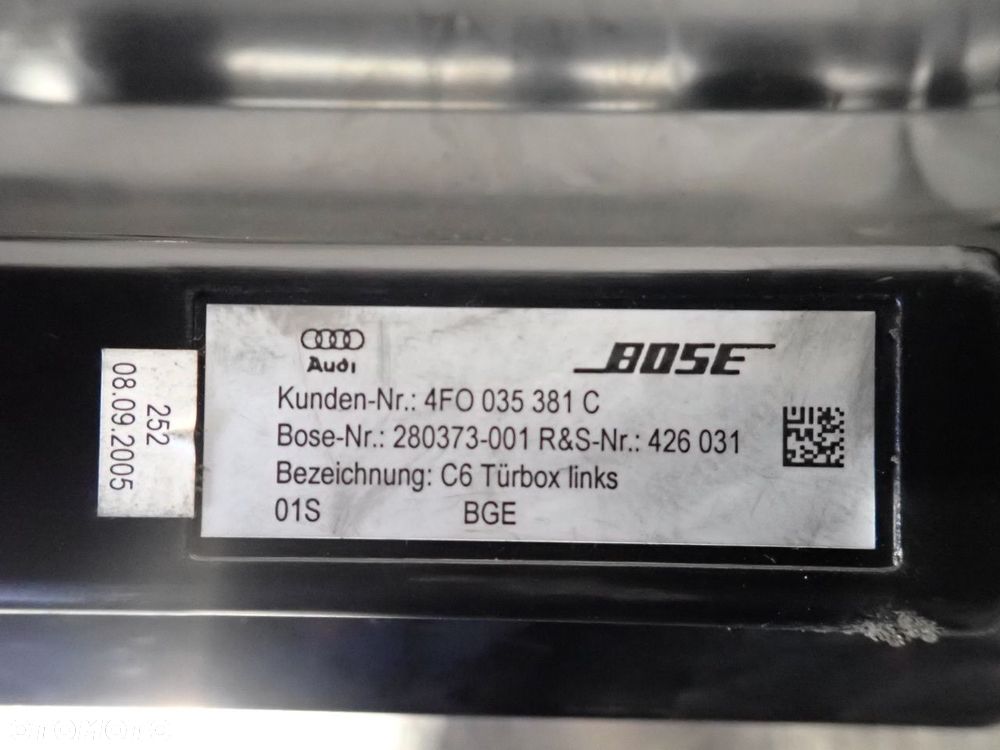 Audi
BOSE
Kunden-Nr.: 4FO 035 381 C
Bose-Nr.: 280373-001 R&S-Nr.: 426 031
Bezeichnung: C6 Türbox links
01S BGE
252
08.09.2005
OTOMOTO